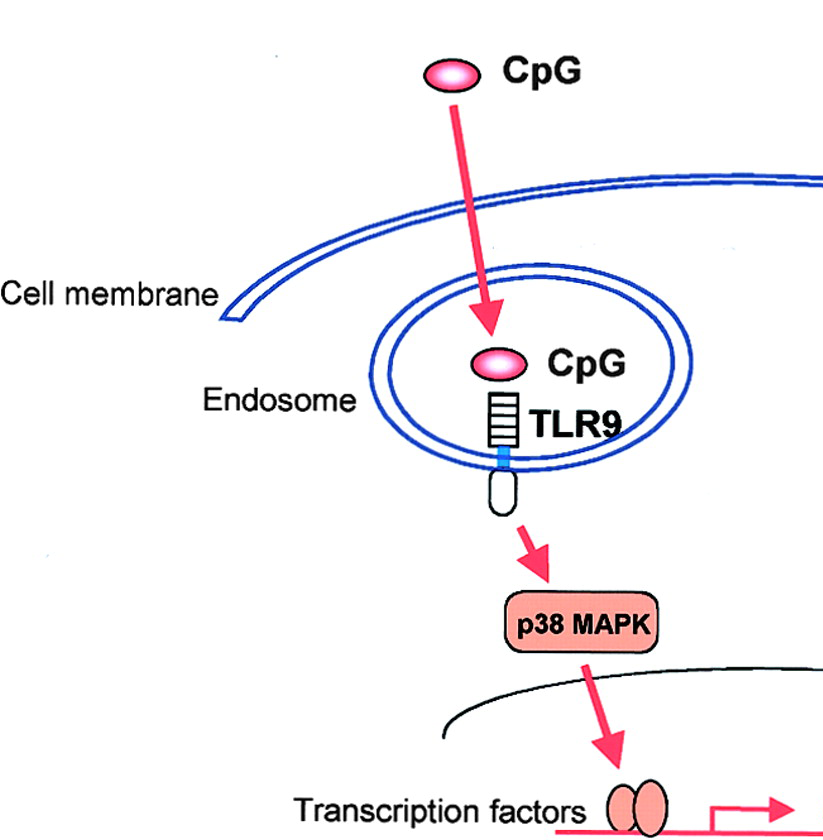 CpG
Cell membrane
CpG
Endosome
TLR9
p38 MAPK
Transcription factors